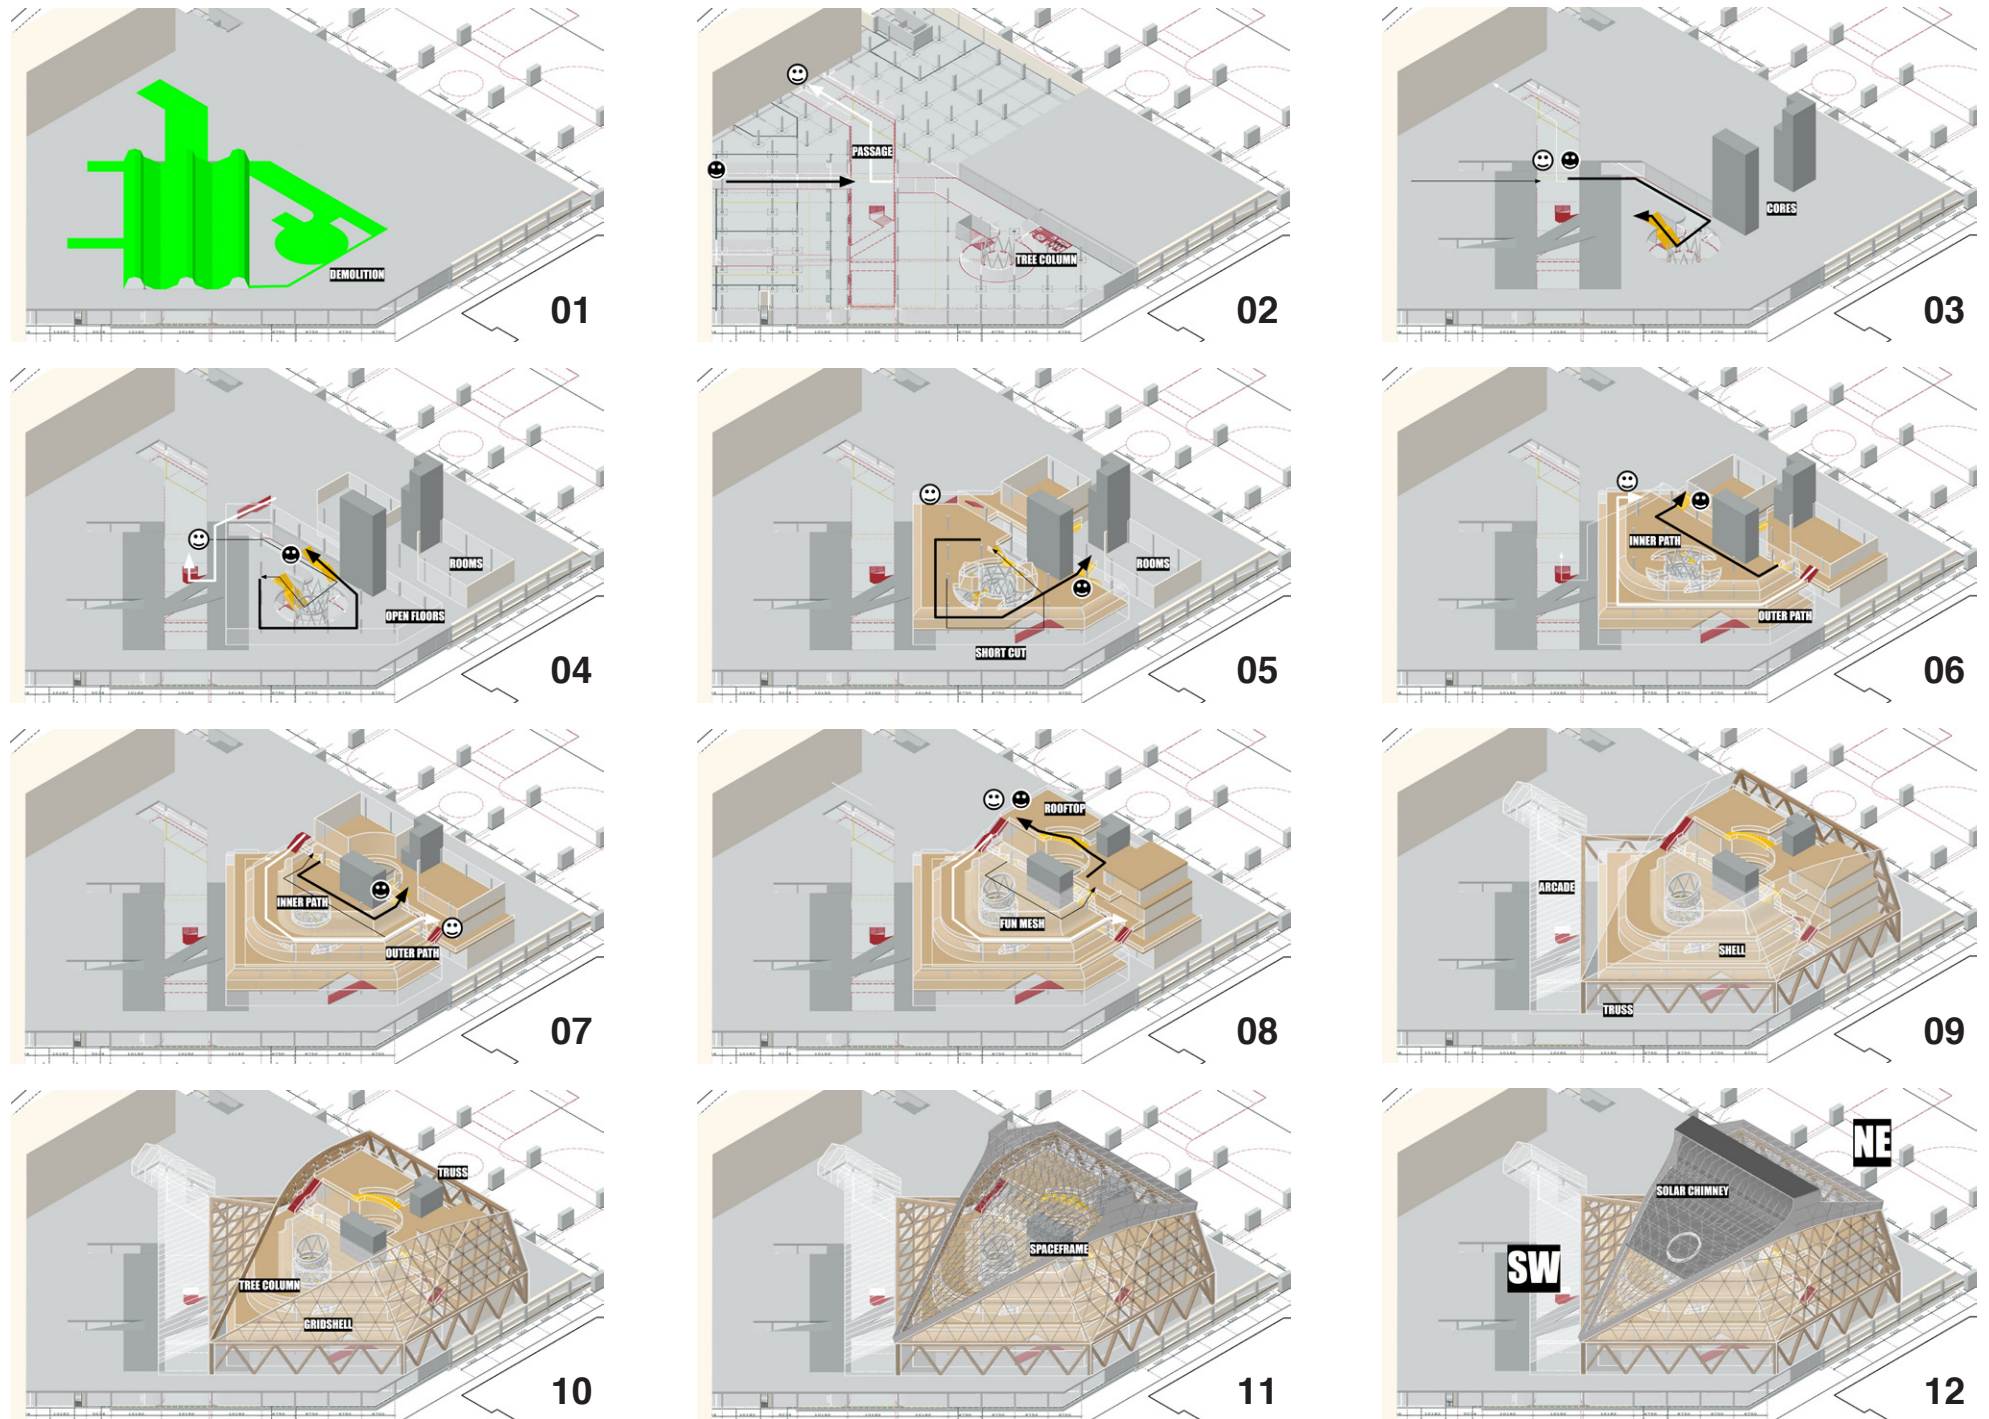 DEMOLITION
01
PASSAGE
TREE COLUMN
02
CORES
03
ROOMS
OPEN FLOORS
04
ROOMS
SHORT CUT
05
INNER PATH
OUTER PATH
06
INNER PATH
OUTER PATH
07
ROOFTOP
FUN MESH
08
ARCADE
SHELL
TRUSS
09
TRUSS
TREE COLUMN
GRIDSHELL
10
SPACEFRAME
11
NE
SOLAR CHIMNEY
SW
12